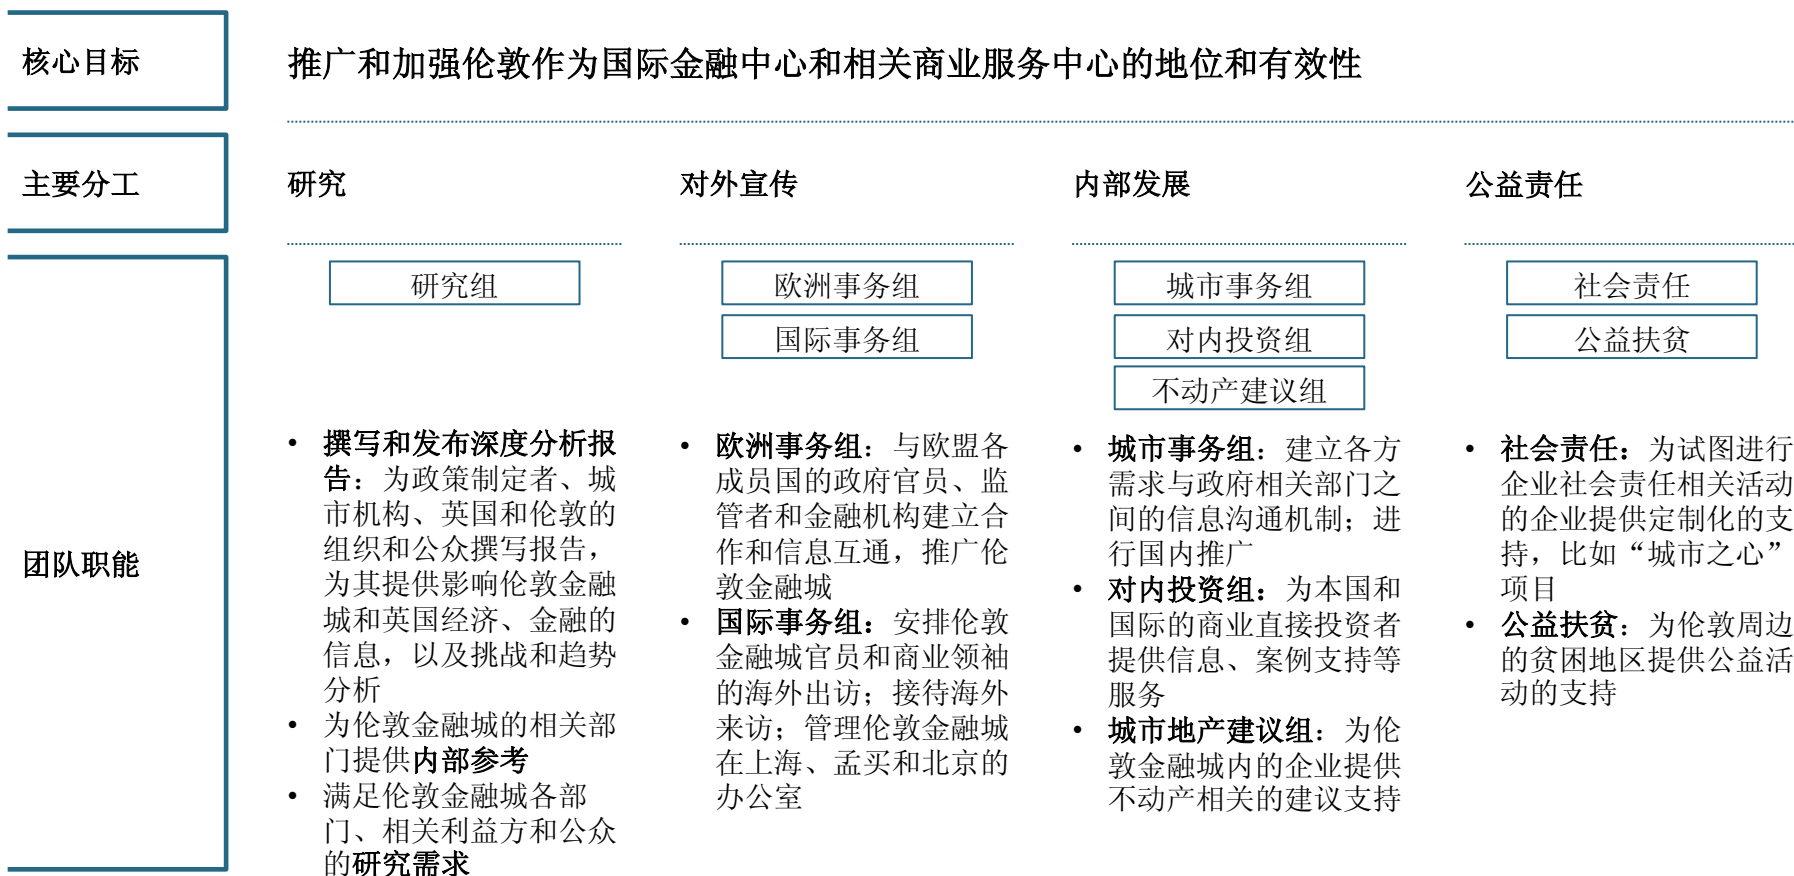 核心目标
推广和加强伦敦作为国际金融中心和相关商业服务中心的地位和有效性
主要分工
研究
对外宣传
内部发展
公益责任
团队职能
研究组
• 撰写和发布深度分析报
告：为政策制定者、城
市机构、英国和伦敦的
组织和公众撰写报告，
为其提供影响伦敦金融
城和英国经济、金融的
信息，以及挑战和趋势
分析
• 为伦敦金融城的相关部
门提供内部参考
• 满足伦敦金融城各部
门、相关利益方和公众
的研究需求
欧洲事务组
国际事务组
• 欧洲事务组：与欧盟各
成员国的政府官员、监
管者和金融机构建立合
作和信息互通，推广伦
敦金融城
• 国际事务组：安排伦敦
金融城官员和商业领袖
的海外出访；接待海外
来访；管理伦敦金融城
在上海、孟买和北京的
办公室
城市事务组
对内投资组
不动产建议组
• 城市事务组：建立各方
需求与政府相关部门之
间的信息沟通机制；进
行国内推广
• 对内投资组：为本国和
国际的商业直接投资者
提供信息、案例支持等
服务
• 城市地产建议组：为伦
敦金融城内的企业提供
不动产相关的建议支持
社会责任
公益扶贫
• 社会责任：为试图进行
企业社会责任相关活动
的企业提供定制化的支
持，比如“城市之心”
项目
• 公益扶贫：为伦敦周边
的贫困地区提供公益活
动的支持